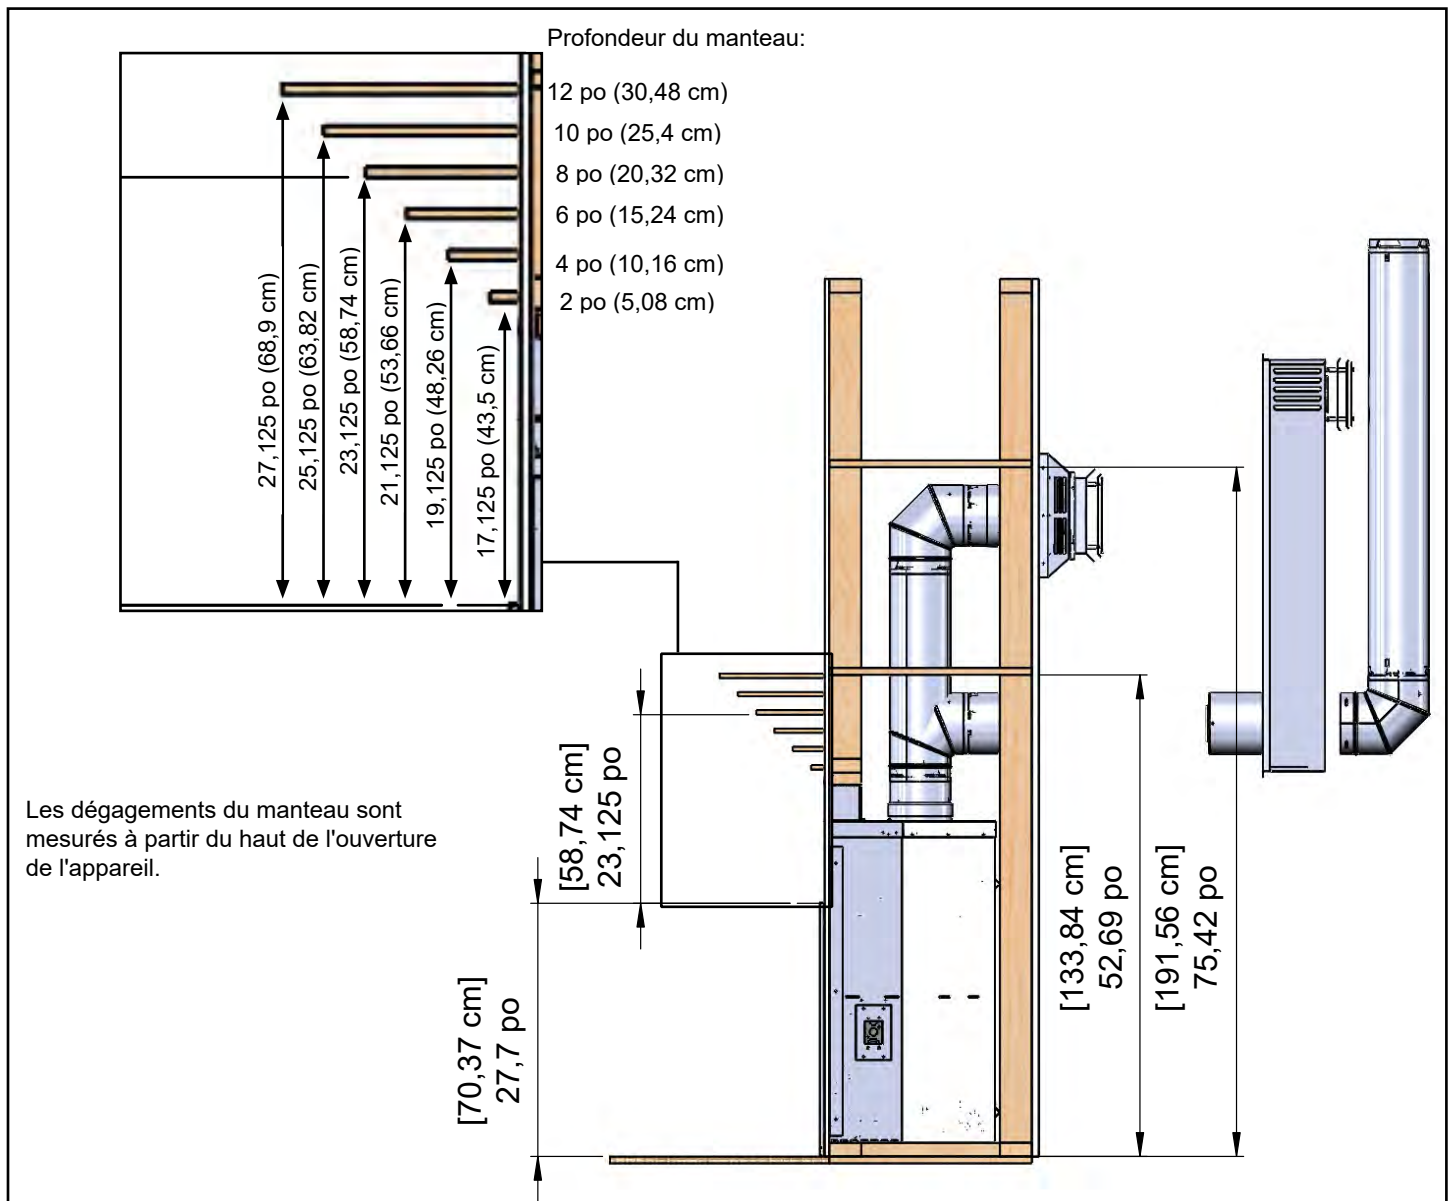 Profondeur du manteau:
12 po (30,48 cm)
10 po (25,4 cm)
8 po (20,32 cm)
6 po (15,24 cm)
4 po (10,16 cm)
2 po (5,08 cm)
27,125 po (68,9 cm)
25,125 po (63,82 cm)
23,125 po (58,74 cm)
21,125 po (53,66 cm)
19,125 po (48,26 cm)
17,125 po (43,5 cm)
Les dégagements du manteau sont
mesurés à partir du haut de l'ouverture
de l'appareil.
[58,74 cm]
23,125 po
[70,37 cm]
27,7 po
[133,84 cm]
52,69 po
[191,56 cm]
75,42 po